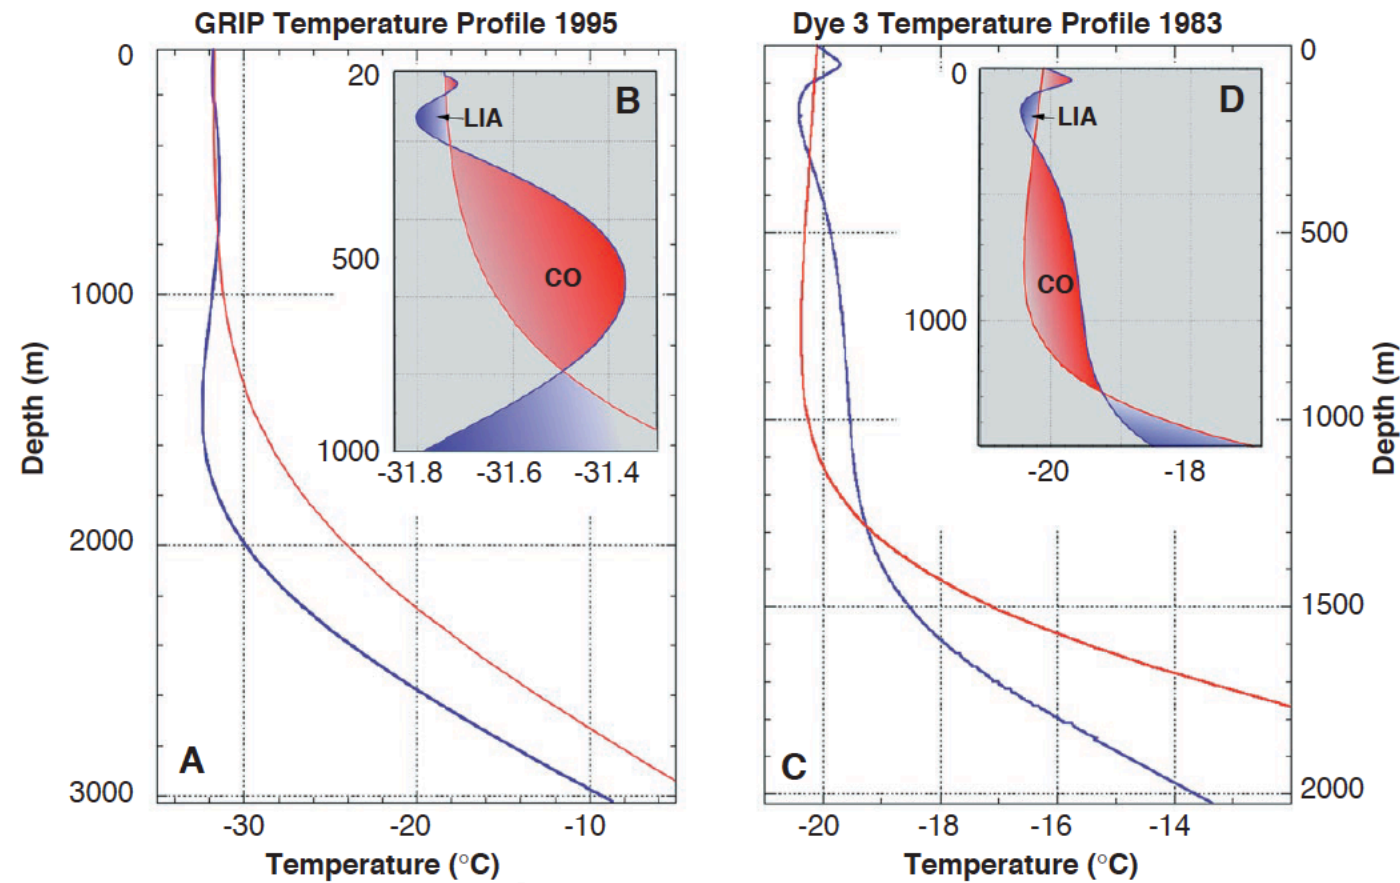 GRIP Temperature Profile 1995
0
1000
2000
3000
Depth (m)
-30
-20
-10
Temperature (°C)
A
20
500
1000
-31.8
-31.6
-31.4
B
LIA
CO
Dye 3 Temperature Profile 1983
0
500
1000
1500
2000
Depth (m)
-20
-18
-16
-14
Temperature (°C)
C
0
1000
-20
-18
D
LIA
CO